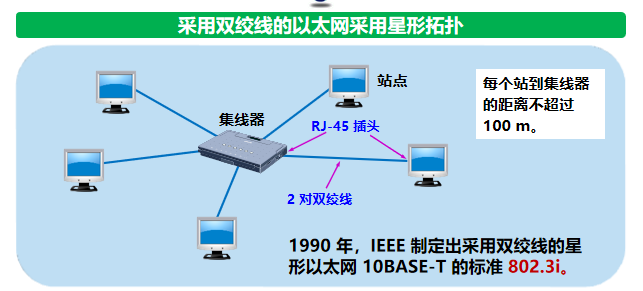 采用双绞线的以太网采用星形拓扑
站点
每个站到集线器
的距离不超过
100 m。
集线器
RJ-45 插头
2 对双绞线
1990 年，IEEE 制定出采用双绞线的星
形以太网 10BASE-T 的标准 802.3i。